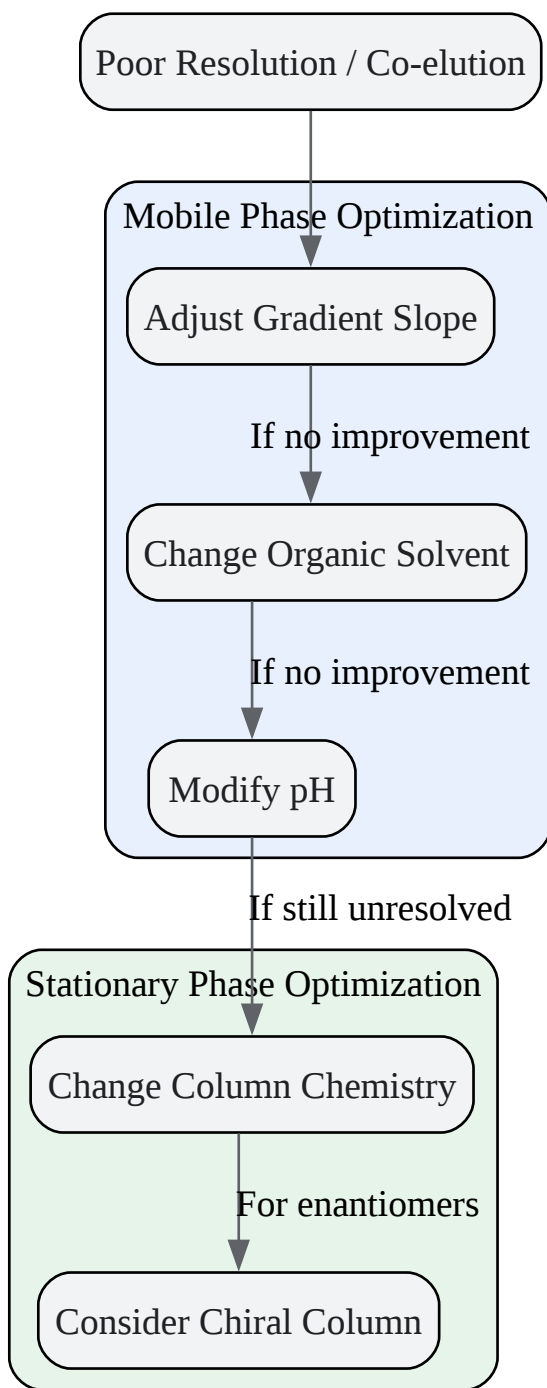 Poor Resolution / Co-elution
Mobile Phase Optimization
Adjust Gradient Slope
If no improvement
Change Organic Solvent
If no improvement
Modify pH
If still unresolved
Stationary Phase Optimization
Change Column Chemistry
For enantiomers
Consider Chiral Column